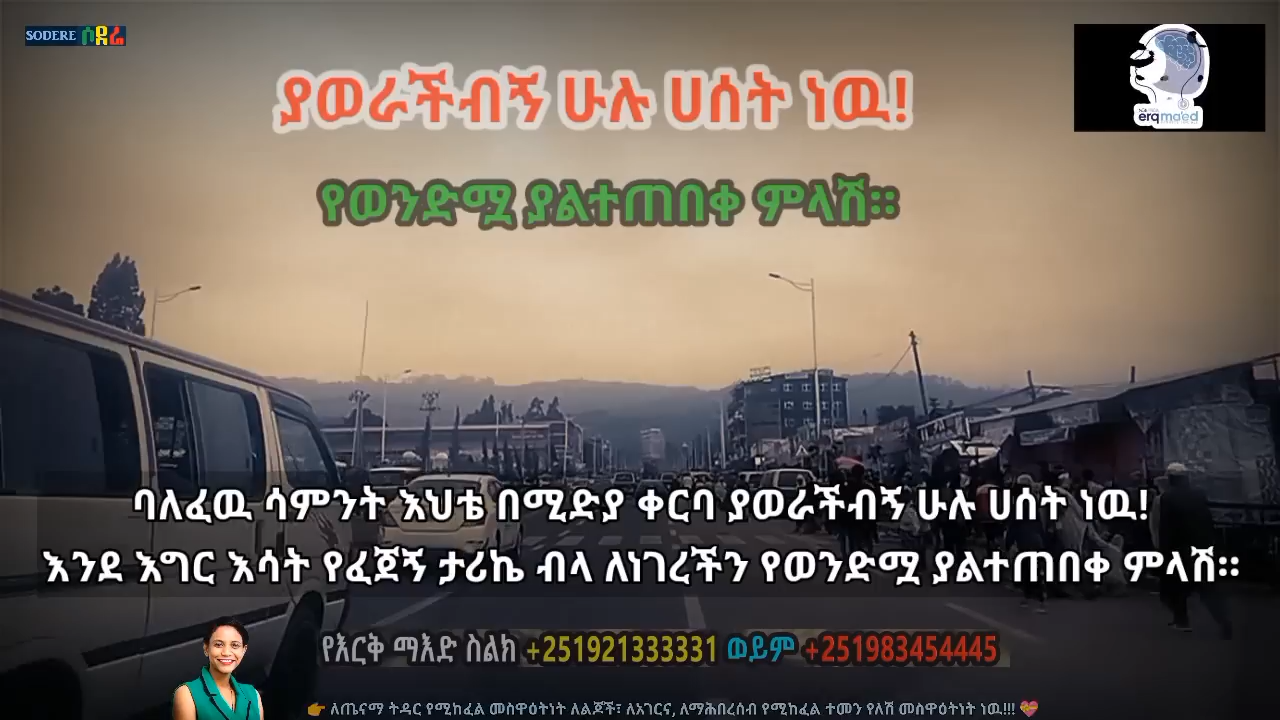 SODERE ሶደሬ
ያወራችብኝ ሁሉ ሀሰት ነዉ!
erqma'ed
የወንድሟ ያልተጠበቀ ምላሽ።
ባለፈዉ ሳምንት እህቴ በሚድያ ቀርባ ያወራችብኝ ሁሉ ሀሰት ነዉ!
እንደ እግር እሳት የፈጀኝ ታሪኬ ብላ ለነገረችን የወንድሟ ያልተጠበቀ ምላሽ።
የእርቅ ማእድ ስልክ +251921333331 ወይም +251983454445
👉 ለጤናማ ትዳር የሚከፈል መስዋዕትነት ለልጆች፣ ለአገርና, ለማሕበረሰብ የሚከፈል ተመን የለሽ መስዋዕትነት ነዉ!!! 💝